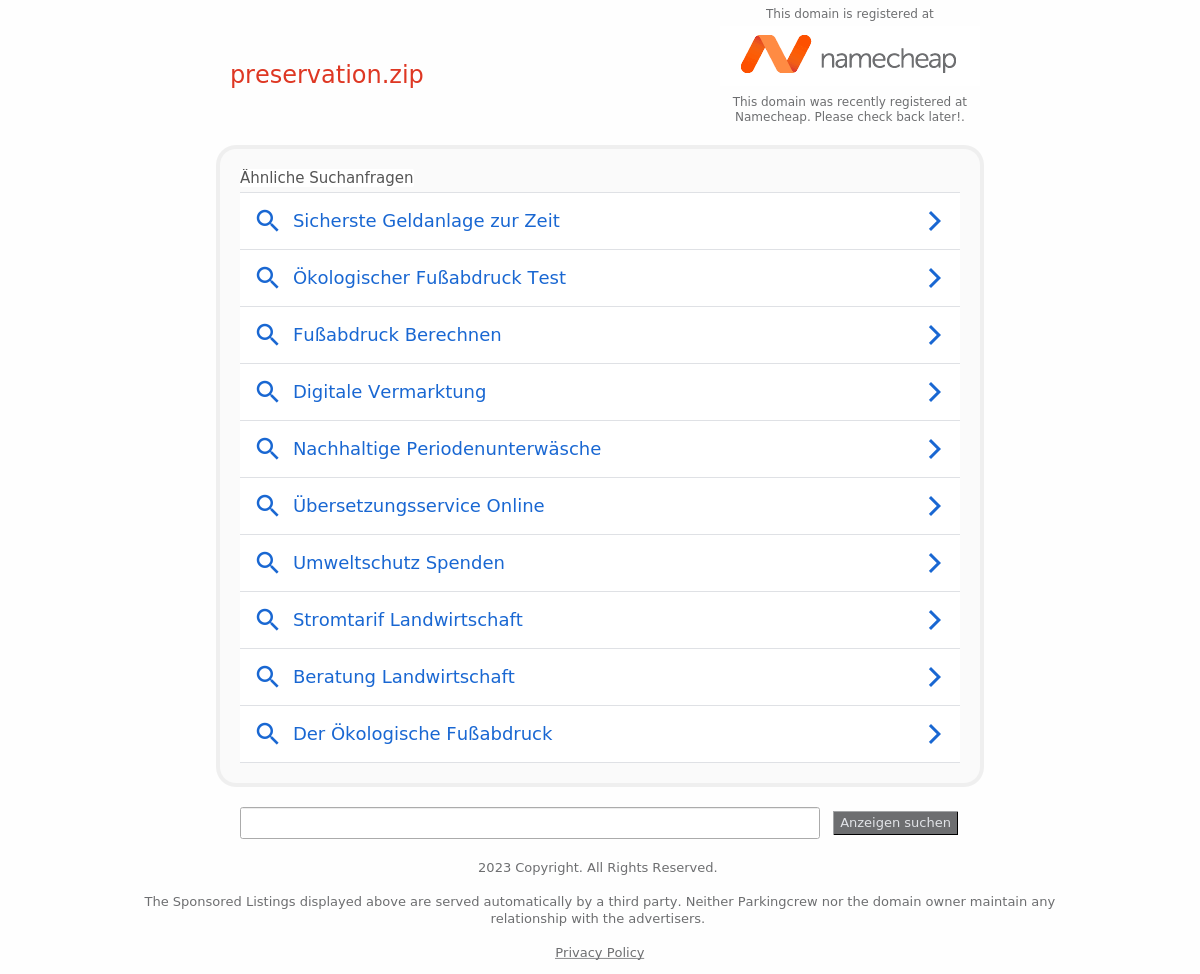 This domain is registered at
namecheap
preservation.zip
This domain was recently registered at
Namecheap. Please check back later!.
Ähnliche Suchanfragen
Sicherste Geldanlage zur Zeit
Ökologischer Fußabdruck Test
Fußabdruck Berechnen
Digitale Vermarktung
Nachhaltige Periodenunterwäsche
Übersetzungsservice Online
Umweltschutz Spenden
Stromtarif Landwirtschaft
Beratung Landwirtschaft
Der Ökologische Fußabdruck
Anzeigen suchen
2023 Copyright. All Rights Reserved.
The Sponsored Listings displayed above are served automatically by a third party. Neither Parkingcrew nor the domain owner maintain any
relationship with the advertisers.
Privacy Policy